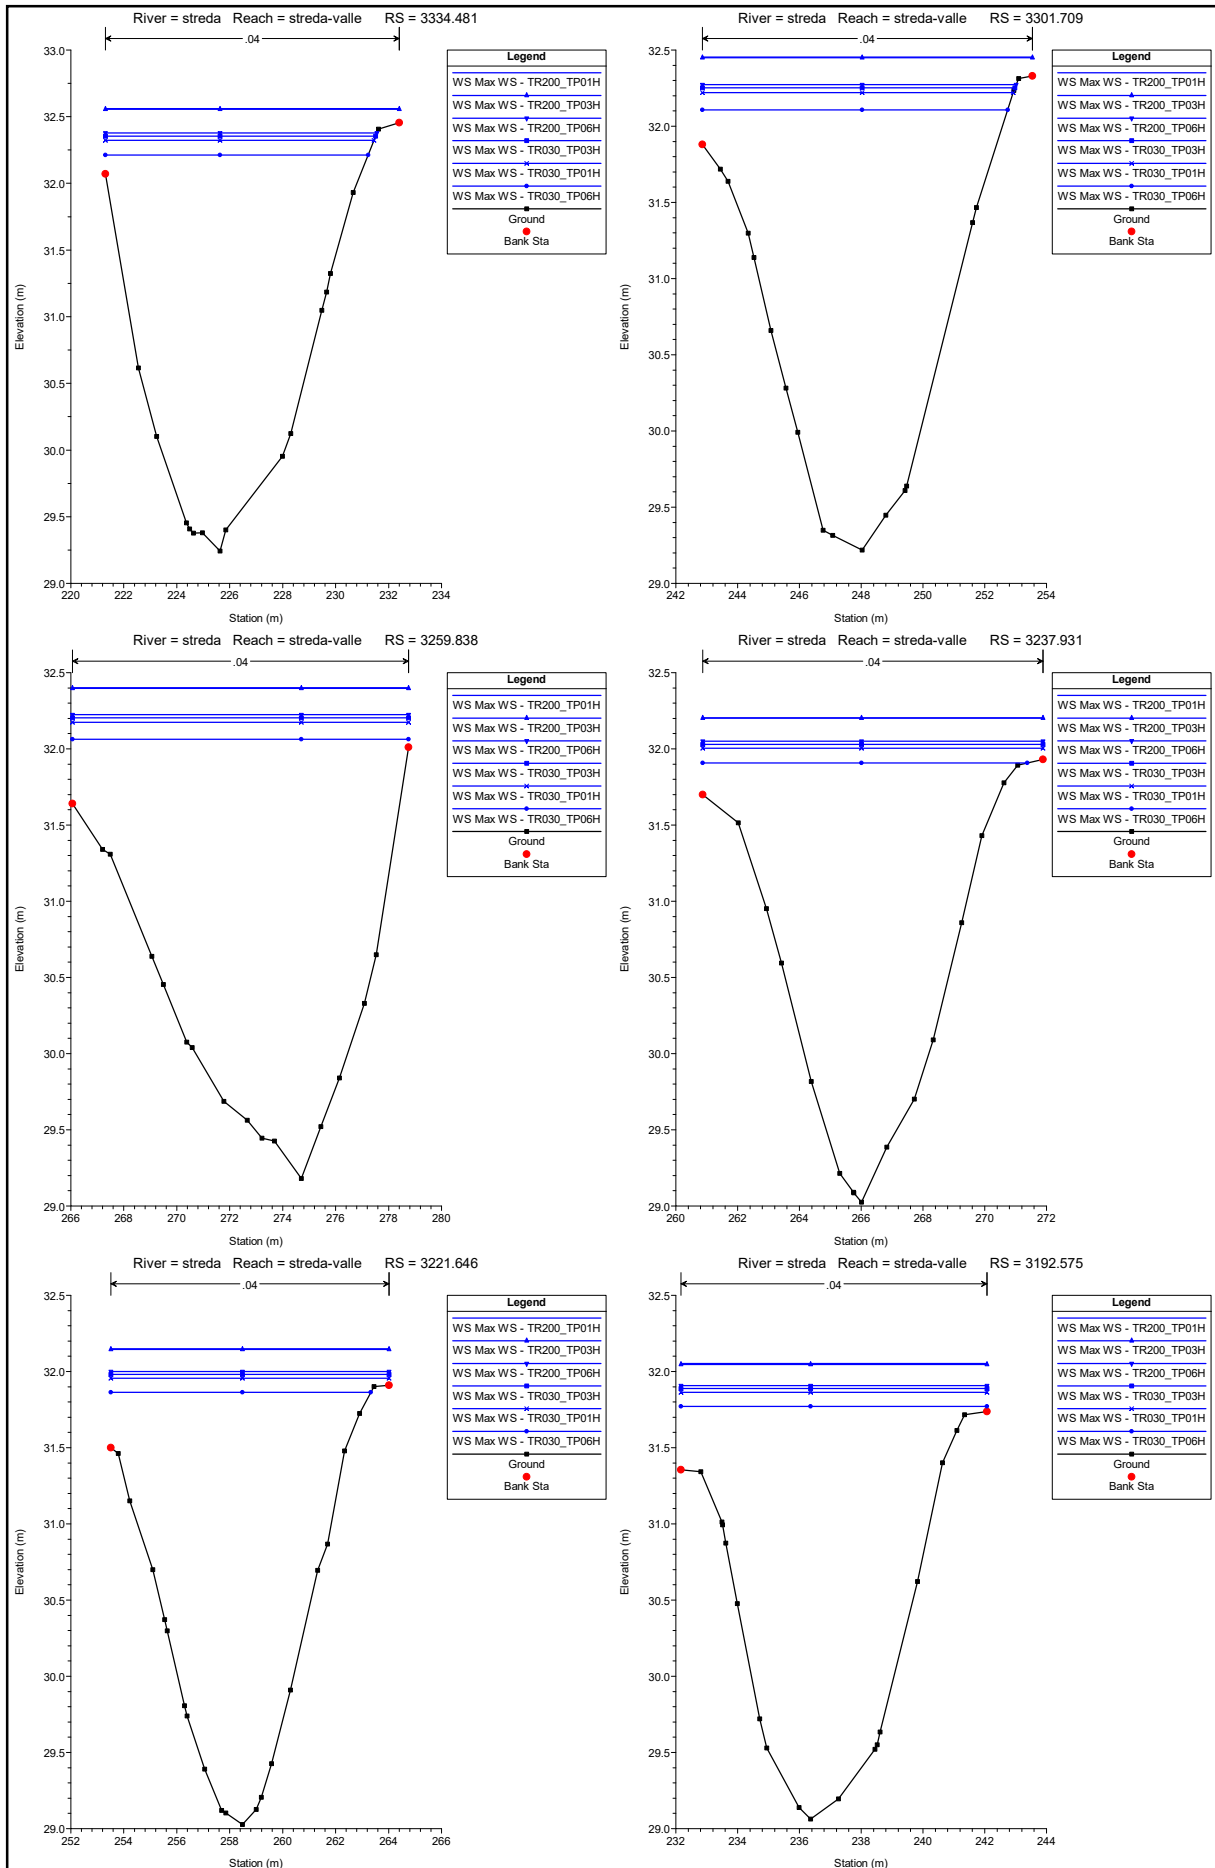 River = streda   Reach = streda-valle      RS = 3334.481
.04
33.0
32.5
32.0
31.5
31.0
30.5
30.0
29.5
29.0
220 222 224 226 228 230 232 234
Station (m)
Elevation (m)
Legend
WS Max WS - TR200_TP01H
WS Max WS - TR200_TP03H
WS Max WS - TR200_TP06H
WS Max WS - TR030_TP03H
WS Max WS - TR030_TP01H
WS Max WS - TR030_TP06H
Ground
Bank Sta
River = streda   Reach = streda-valle      RS = 3301.709
.04
32.5
32.0
31.5
31.0
30.5
30.0
29.5
29.0
242 244 246 248 250 252 254
Station (m)
Elevation (m)
Legend
WS Max WS - TR200_TP01H
WS Max WS - TR200_TP03H
WS Max WS - TR200_TP06H
WS Max WS - TR030_TP03H
WS Max WS - TR030_TP01H
WS Max WS - TR030_TP06H
Ground
Bank Sta
River = streda   Reach = streda-valle      RS = 3259.838
.04
32.5
32.0
31.5
31.0
30.5
30.0
29.5
29.0
266 268 270 272 274 276 278 280
Station (m)
Elevation (m)
Legend
WS Max WS - TR200_TP01H
WS Max WS - TR200_TP03H
WS Max WS - TR200_TP06H
WS Max WS - TR030_TP03H
WS Max WS - TR030_TP01H
WS Max WS - TR030_TP06H
Ground
Bank Sta
River = streda   Reach = streda-valle      RS = 3237.931
.04
32.5
32.0
31.5
31.0
30.5
30.0
29.5
29.0
260 262 264 266 268 270 272
Station (m)
Elevation (m)
Legend
WS Max WS - TR200_TP01H
WS Max WS - TR200_TP03H
WS Max WS - TR200_TP06H
WS Max WS - TR030_TP03H
WS Max WS - TR030_TP01H
WS Max WS - TR030_TP06H
Ground
Bank Sta
River = streda   Reach = streda-valle      RS = 3221.646
.04
32.5
32.0
31.5
31.0
30.5
30.0
29.5
29.0
252 254 256 258 260 262 264 266
Station (m)
Elevation (m)
Legend
WS Max WS - TR200_TP01H
WS Max WS - TR200_TP03H
WS Max WS - TR200_TP06H
WS Max WS - TR030_TP03H
WS Max WS - TR030_TP01H
WS Max WS - TR030_TP06H
Ground
Bank Sta
River = streda   Reach = streda-valle      RS = 3192.575
.04
32.5
32.0
31.5
31.0
30.5
30.0
29.5
29.0
232 234 236 238 240 242 244
Station (m)
Elevation (m)
Legend
WS Max WS - TR200_TP01H
WS Max WS - TR200_TP03H
WS Max WS - TR200_TP06H
WS Max WS - TR030_TP03H
WS Max WS - TR030_TP01H
WS Max WS - TR030_TP06H
Ground
Bank Sta